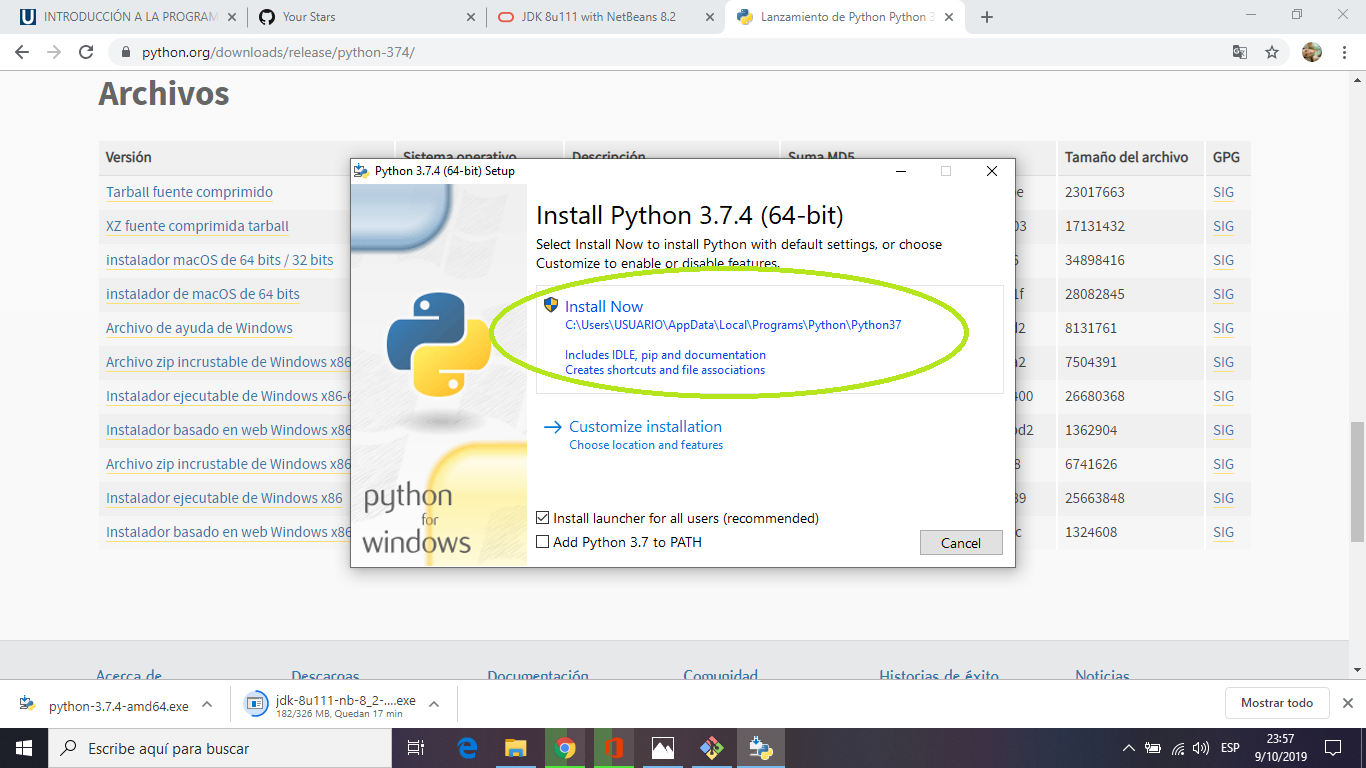 INTRODUCCIÓN A LA PROGRAM
Your Stars
JDK 8u111 with NetBeans 8.2
Lanzamiento de Python Python 3
python.org/downloads/release/python-374/
Archivos
Versión Sistema operativo Descripción Suma MD5 Tamaño del archivo GPG
Tarball fuente comprimido e 23017663 SIG
XZ fuente comprimida tarball 03 17131432 SIG
instalador macOS de 64 bits / 32 bits 6 34898416 SIG
instalador de macOS de 64 bits 1f 28082845 SIG
Archivo de ayuda de Windows d2 8131761 SIG
Archivo zip incrustable de Windows x86 a2 7504391 SIG
Instalador ejecutable de Windows x86-6 400 26680368 SIG
Instalador basado en web Windows x86 bd2 1362904 SIG
Archivo zip incrustable de Windows x86 8 6741626 SIG
Instalador ejecutable de Windows x86 39 25663848 SIG
Instalador basado en web Windows x86 c 1324608 SIG
Python 3.7.4 (64-bit) Setup
Install Python 3.7.4 (64-bit)
Select Install Now to install Python with default settings, or choose
Customize to enable or disable features.
Install Now
C:\Users\USUARIO\AppData\Local\Programs\Python\Python37
Includes IDLE, pip and documentation
Creates shortcuts and file associations
Customize installation
Choose location and features
python
for
windows
Install launcher for all users (recommended)
Add Python 3.7 to PATH
Cancel
Acerca de Descargas Documentación Comunidad Historias de éxito Noticias
python-3.7.4-amd64.exe
jdk-8u111-nb-8_2-....exe
182/326 MB, Quedan 17 min
Mostrar todo
Escribe aquí para buscar
ESP
23:57
9/10/2019